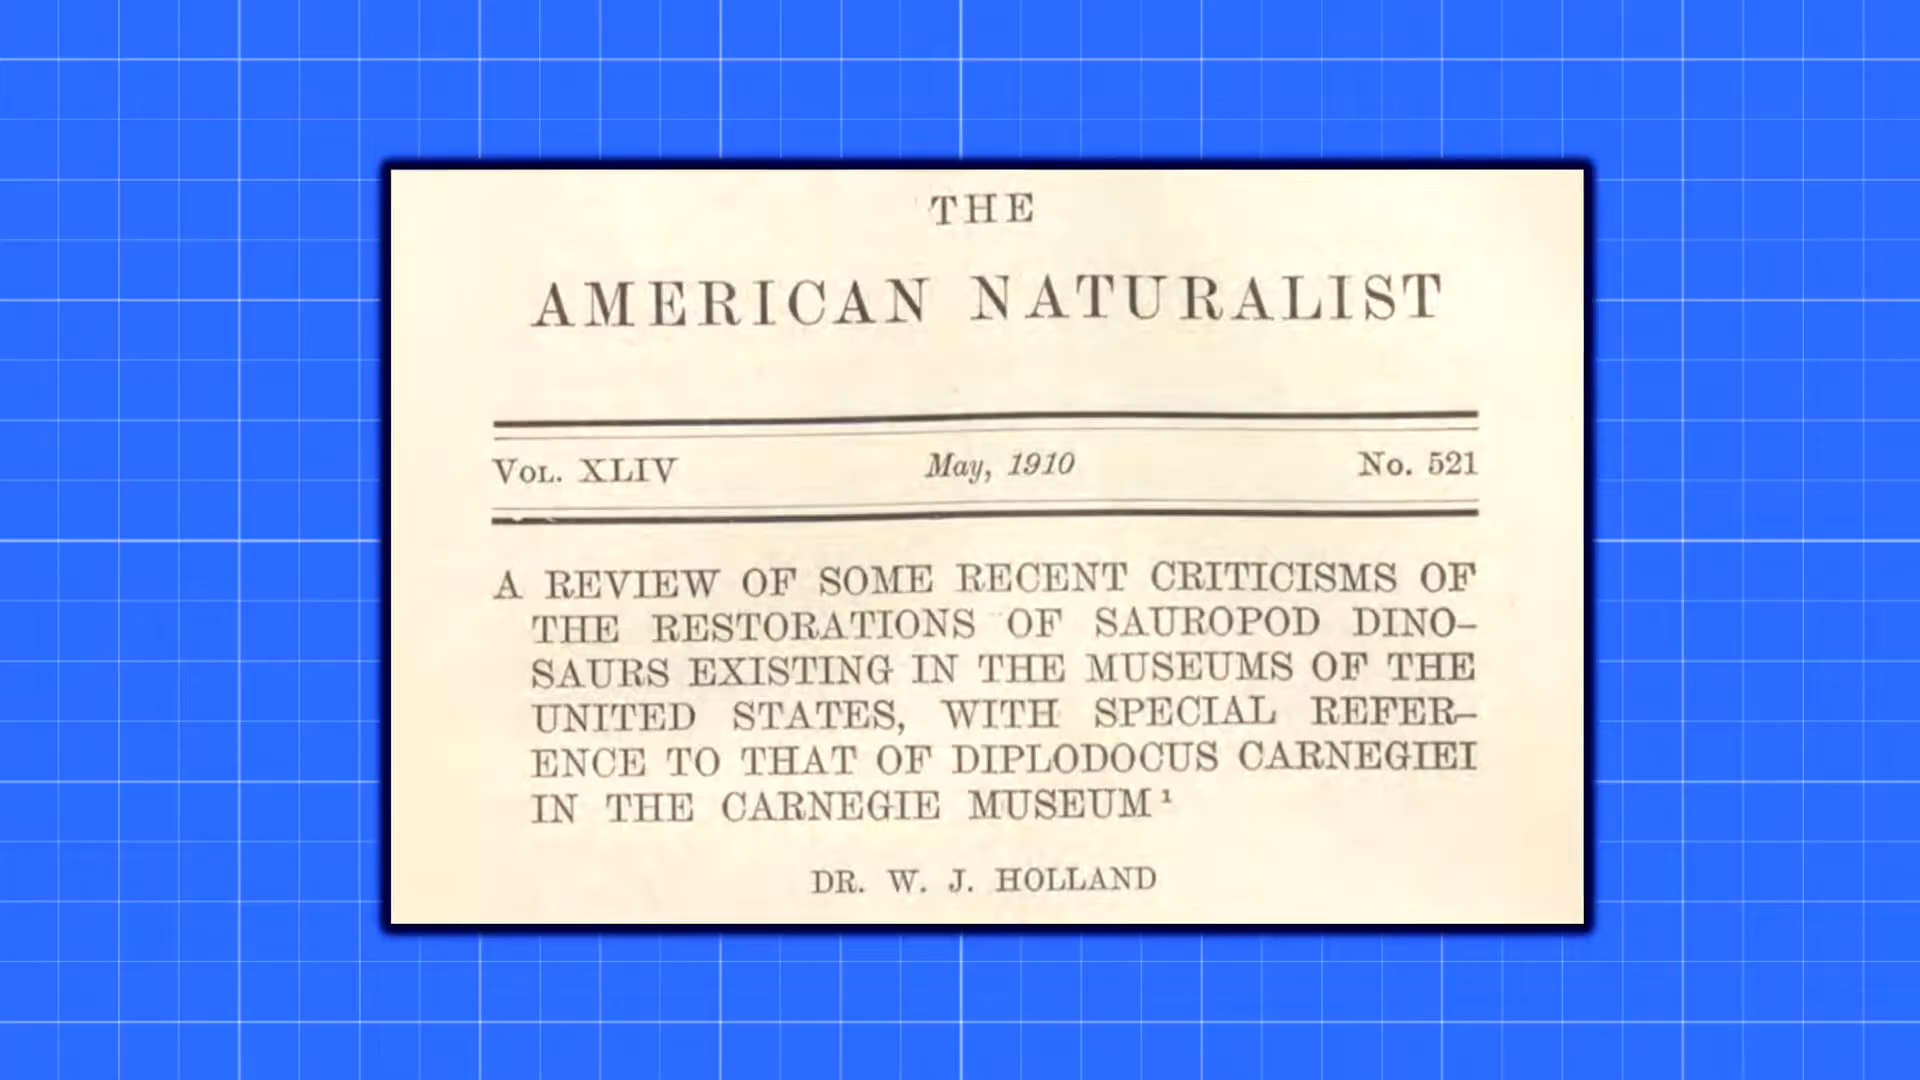 THE
AMERICAN NATURALIST
VOL. XLIV May, 1910 No. 521
A REVIEW OF SOME RECENT CRITICISMS OF
THE RESTORATIONS OF SAUROPOD DINO-
SAURS EXISTING IN THE MUSEUMS OF THE
UNITED STATES, WITH SPECIAL REFER-
ENCE TO THAT OF DIPLODOCUS CARNEGIEI
IN THE CARNEGIE MUSEUM¹
DR. W. J. HOLLAND